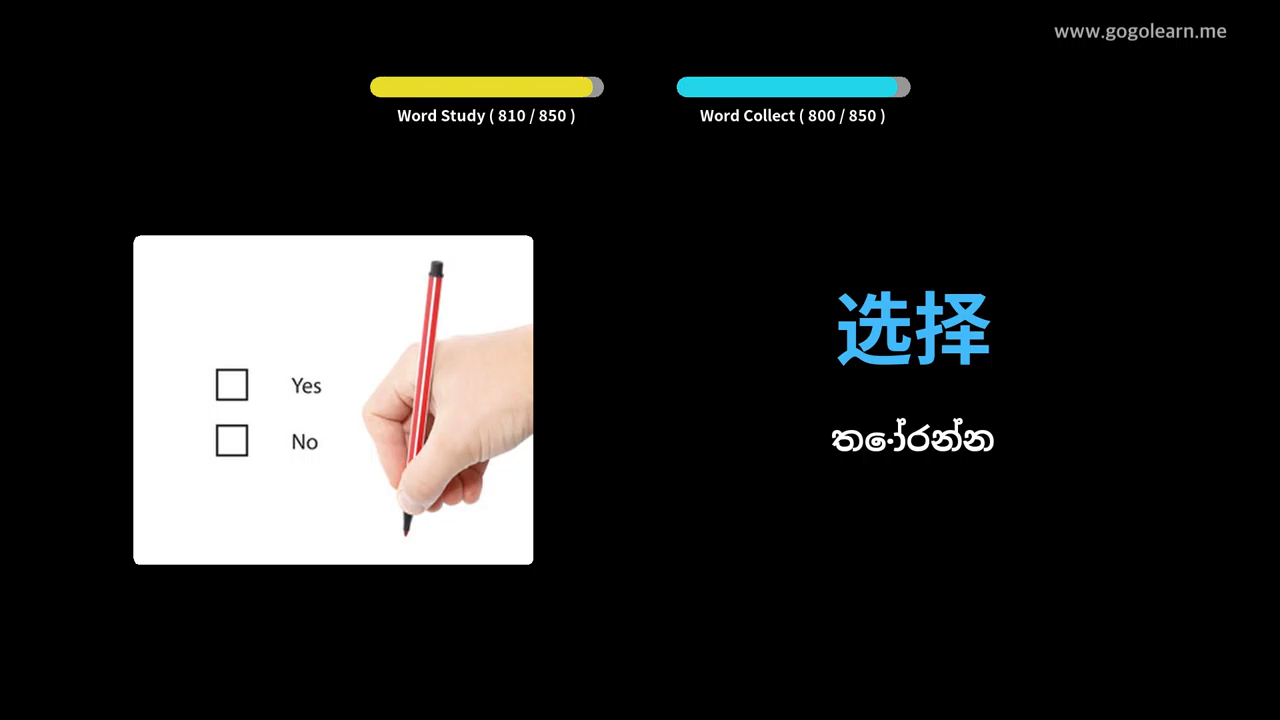 www.gogolearn.me
Word Study ( 810 / 850 )
Word Collect ( 800 / 850 )
Yes
No
选择
තෝරන්න